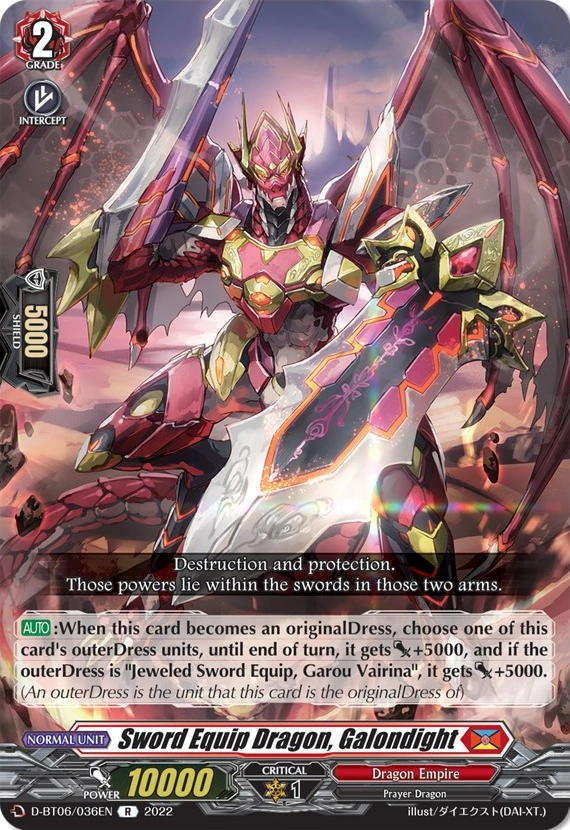 2
GRADE
INTERCEPT
5000
SHIELD
Destruction and protection.
Those powers lie within the swords in those two arms.
AUTO:When this card becomes an originalDress, choose one of this
card's outerDress units, until end of turn, it gets +5000, and if the
outerDress is "Jeweled Sword Equip, Garou Vairina", it gets +5000.
(An outerDress is the unit that this card is the originalDress of)
NORMAL UNIT Sword Equip Dragon, Galondight
POWER 10000 CRITICAL 1 Dragon Empire
Prayer Dragon
D-BT06/036EN R 2022 illust/ダイエクスト(DAI-XT.)